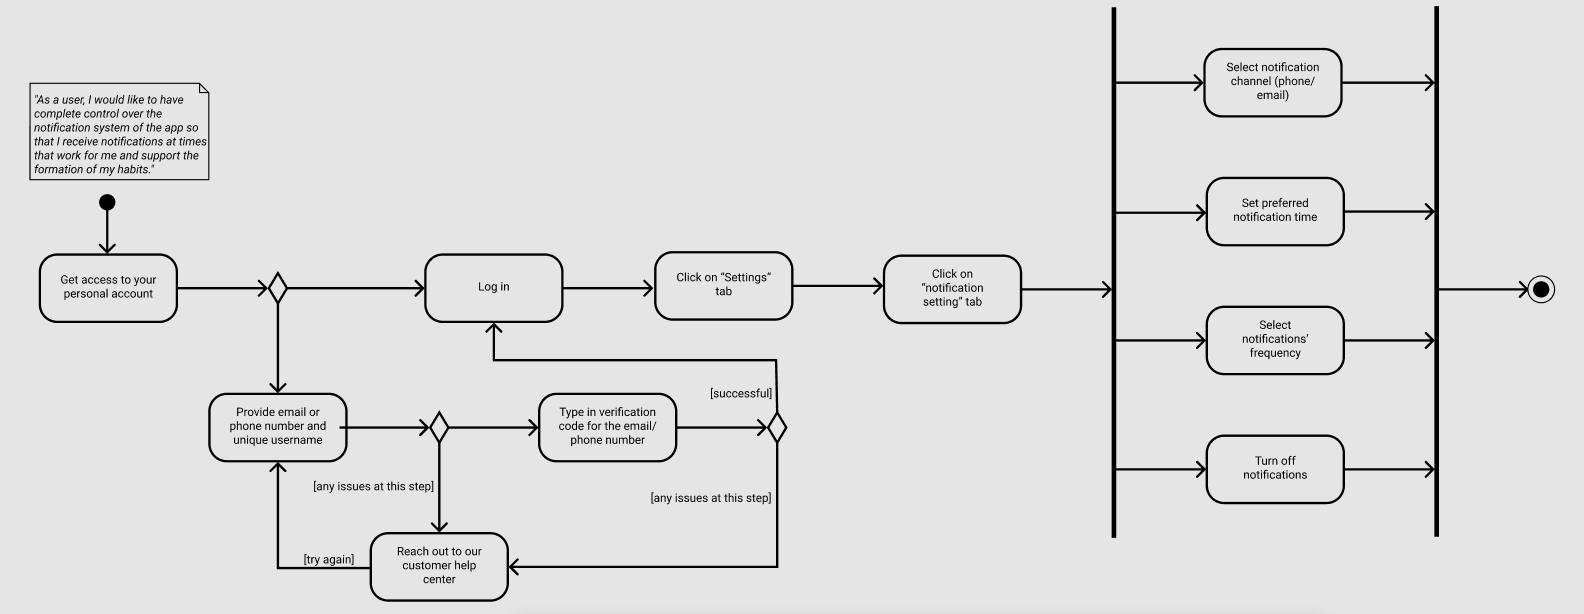 "As a user, I would like to have
complete control over the
notification system of the app so
that I receive notifications at times
that work for me and support the
formation of my habits."
Get access to your
personal account
Log in
Click on “Settings”
tab
Click on
“notification
setting” tab
Select notification
channel (phone/
email)
Set preferred
notification time
Select
notifications’
frequency
Turn off
notifications
Provide email or
phone number and
unique username
Type in verification
code for the email/
phone number
[successful]
[any issues at this step]
[any issues at this step]
[try again]
Reach out to our
customer help
center